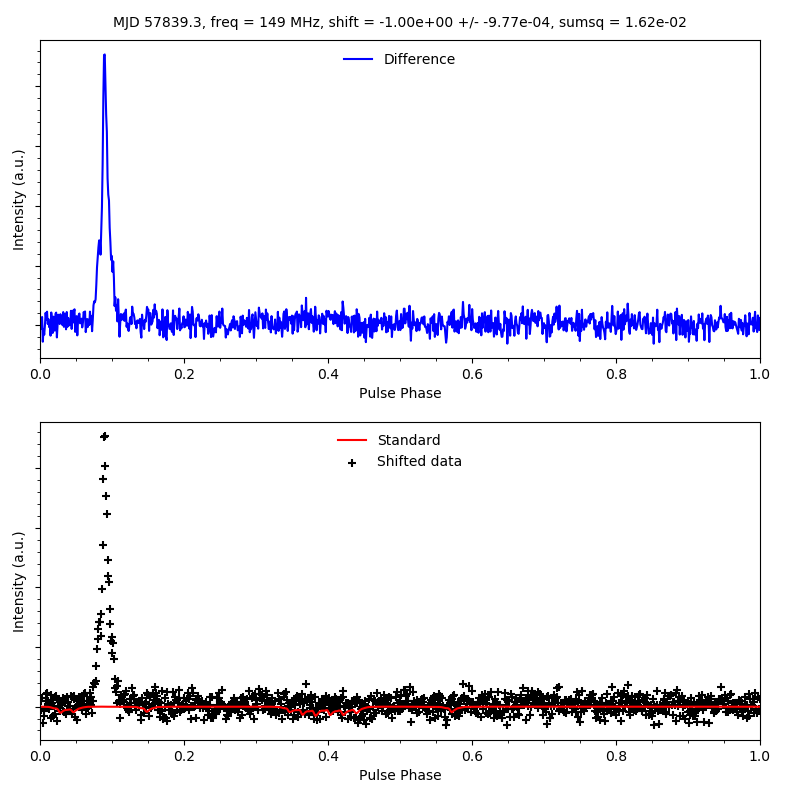 MJD 57839.3, freq = 149 MHz, shift = -1.00e+00 +/- -9.77e-04, sumsq = 1.62e-02
Difference
Intensity (a.u.)
0.0 0.2 0.4 0.6 0.8 1.0
Pulse Phase
Standard
Shifted data
Intensity (a.u.)
0.0 0.2 0.4 0.6 0.8 1.0
Pulse Phase